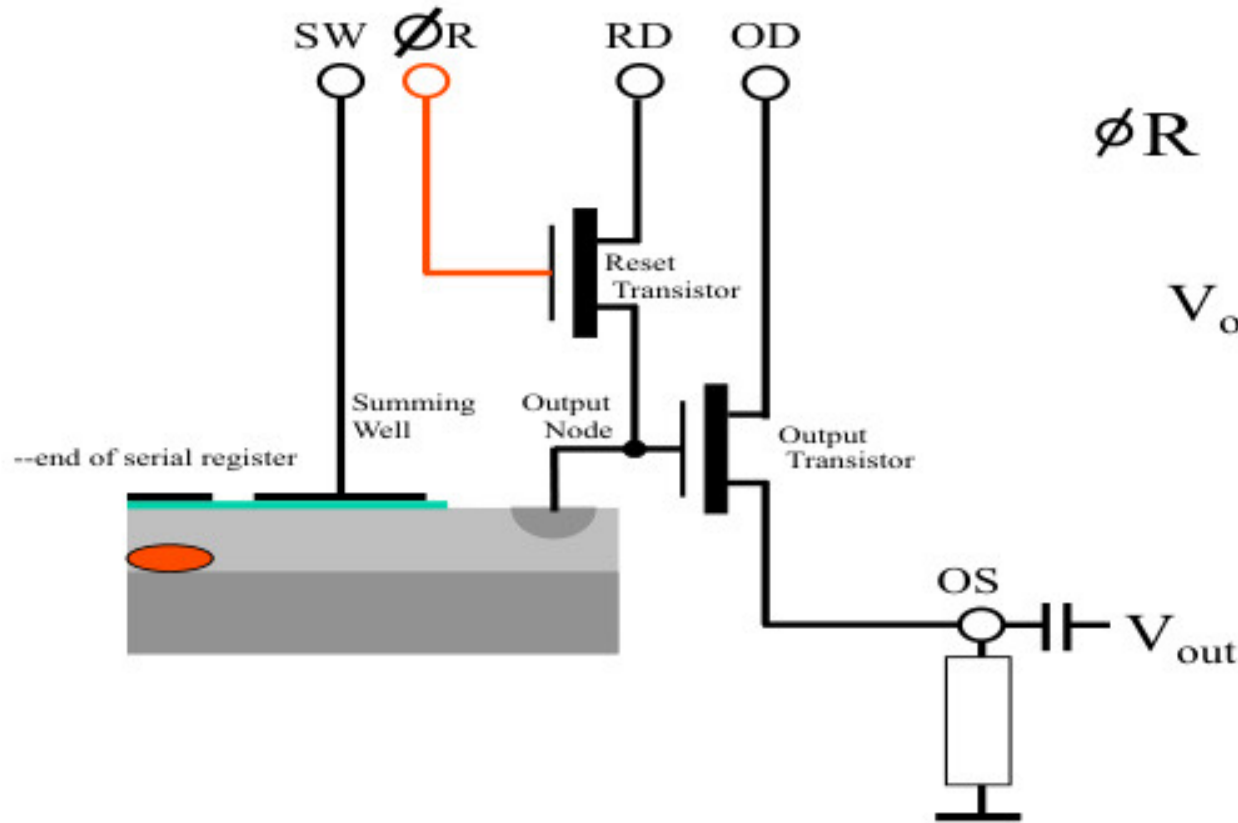 SW ØR RD OD
øR
Reset
Transistor
V
Summing
Well
Output
Node
Output
Transistor
--end of serial register
OS
Vout